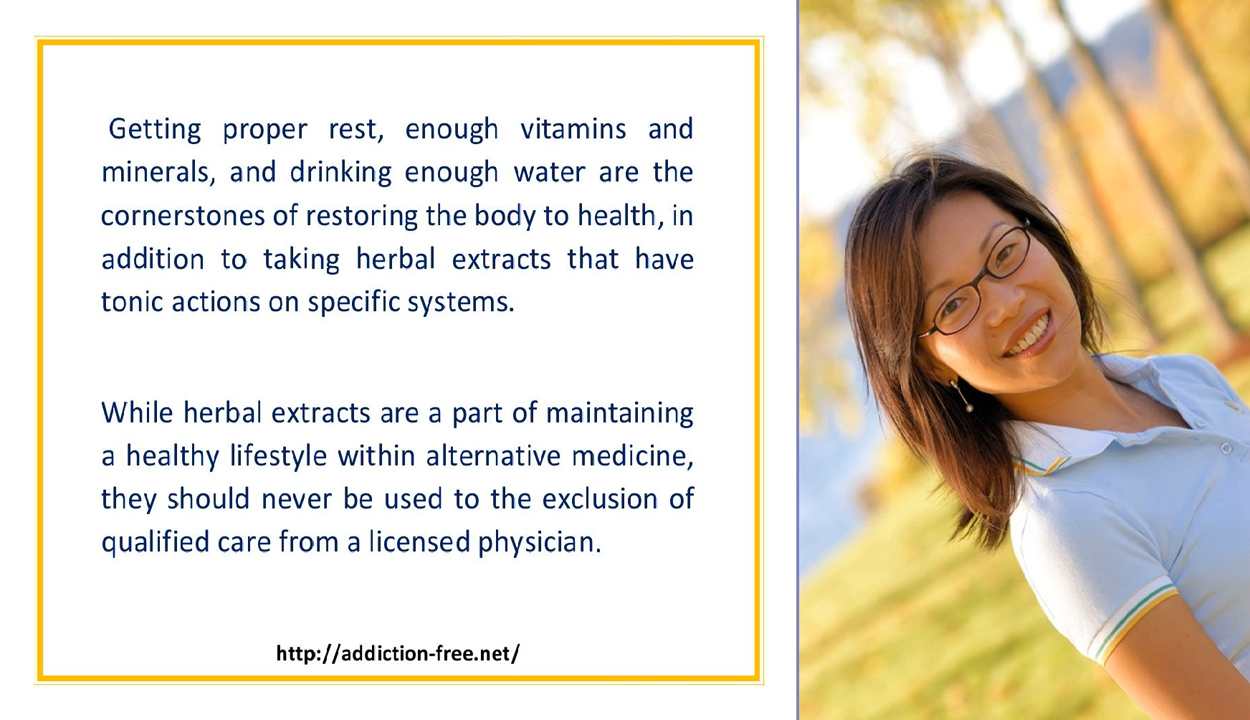 Getting proper rest, enough vitamins and
minerals, and drinking enough water are the
cornerstones of restoring the body to health, in
addition to taking herbal extracts that have
tonic actions on specific systems.
While herbal extracts are a part of maintaining
a healthy lifestyle within alternative medicine,
they should never be used to the exclusion of
qualified care from a licensed physician.
http://addiction-free.net/